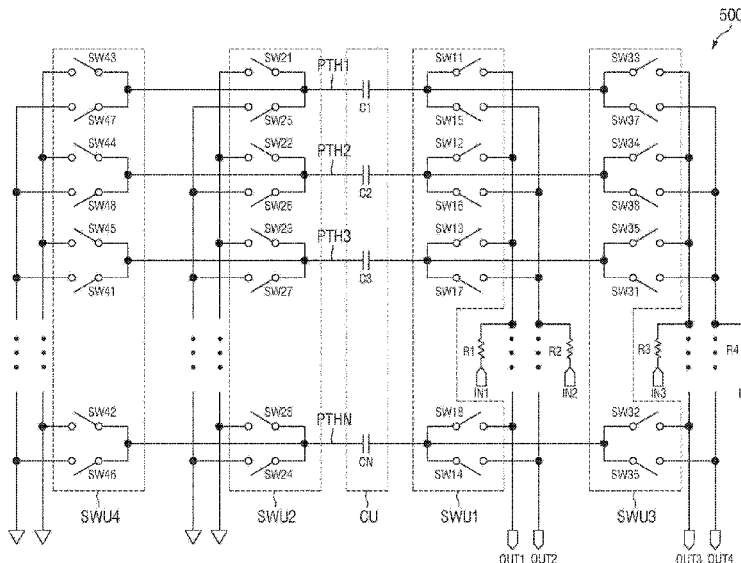 500
SW43 SW21 PTH1 SW11 SW33
SW47 SW25 C1 SW15 SW37
SW44 SW22 PTH2 SW12 SW34
SW48 SW26 C2 SW16 SW38
SW45 SW23 PTH3 SW13 SW35
SW41 SW27 C3 SW17 SW31
R1 R2 R3 R4
IN1 IN2 IN3
SW42 SW28 PTHN SW18 SW32
SW46 SW24 CN SW14 SW35
SWU4 SWU2 CU SWU1 SWU3
OUT1 OUT2 OUT3 OUT4